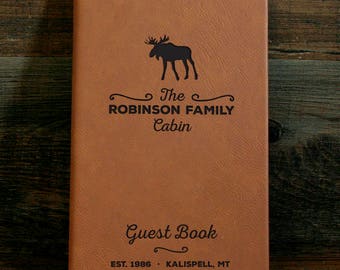 The
ROBINSON FAMILY
Cabin
Guest Book
EST. 1986 · KALISPELL, MT